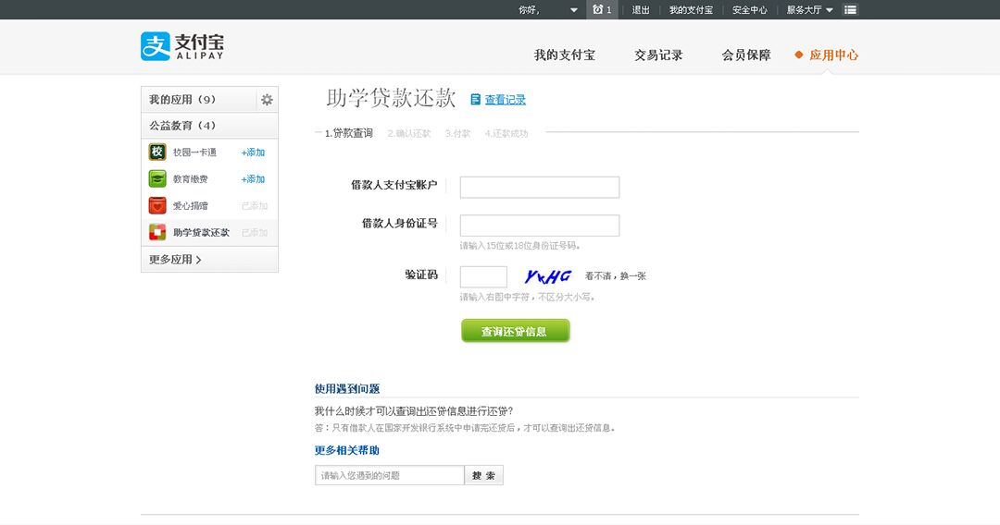 你好, 1 退出 我的支付宝 安全中心 服务大厅
支 支付宝
ALIPAY
我的支付宝 交易记录 会员保障 应用中心
我的应用（9）
公益教育（4）
校 校园一卡通 +添加
教育缴费 +添加
爱心捐赠 已添加
助学贷款还款 已添加
更多应用
助学贷款还款 查看记录
1.贷款查询 2.确认还款 3.付款 4.还款成功
借款人支付宝账户
借款人身份证号
请输入15位或18位身份证号码。
验证码 YxHG 看不清，换一张
请输入右图中字符，不区分大小写。
查询还贷信息
使用遇到问题
我什么时候才可以查询出还贷信息进行还贷?
答：只有借款人在国家开发银行系统中申请完还贷后，才可以查询出还贷信息。
更多相关帮助
请输入您遇到的问题 搜 索